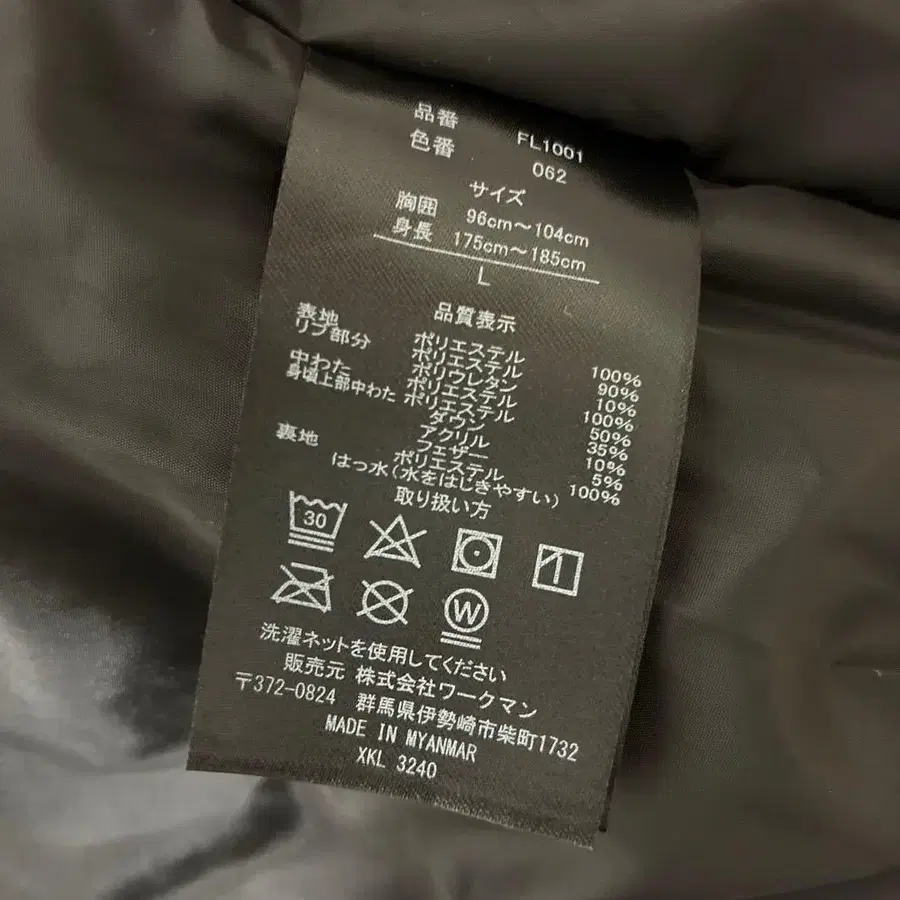 品番 FL1001
色番 062
サイズ
胸囲 96cm～104cm
身長 175cm～185cm
L
品質表示
表地 ポリエステル 100%
リブ部分 ポリエステル 90%
ポリウレタン 10%
中わた ポリエステル 100%
身頃上部中わた ポリエステル 50%
ダウン 35%
アクリル 10%
フェザー 5%
裏地 ポリエステル 100%
はっ水(水をはじきやすい)
取り扱い方
30
W
洗濯ネットを使用してください
販売元 株式会社ワークマン
〒372-0824 群馬県伊勢崎市柴町1732
MADE IN MYANMAR
XKL 3240